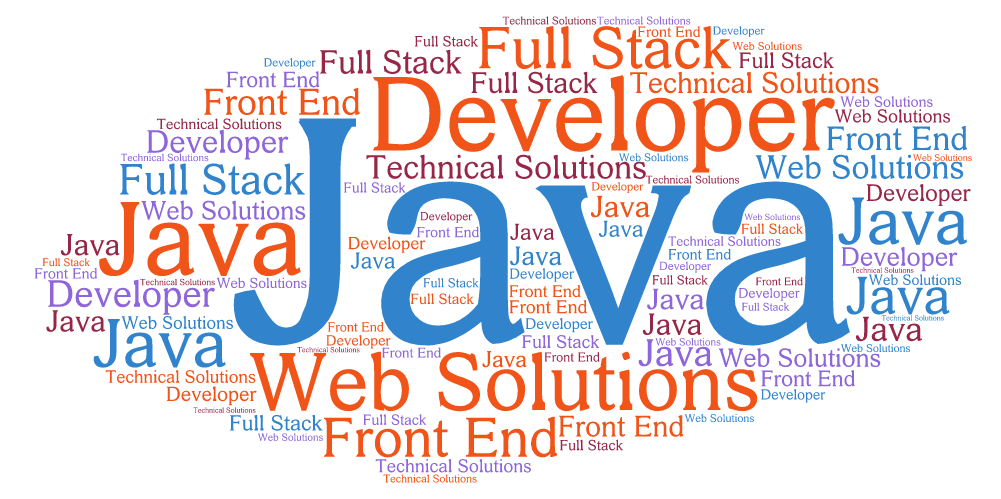 Technical Solutions
Technical Solutions
Front End
Developer
Full Stack
Full Stack
Web Solutions
Developer
Full Stack
Full Stack
Front End
Full Stack
Technical Solutions
Front End
Developer
Web Solutions
Web Solutions
Technical Solutions
Developer
Front End
Technical Solutions
Web Solutions
Web Solutions
Technical Solutions
Web Solutions
Full Stack
Technical Solutions
Full Stack
Developer
Developer
Java
Web Solutions
Java
Developer
Web Solutions
Java
Java
Full Stack
Java
Front End
Java
Java
Developer
Technical Solutions
Java
Front End
Developer
Full Stack
Java
Java
Developer
Front End
Developer
Technical Solutions
Technical Solutions
Web Solutions
Full Stack
Full Stack
Front End
Web Solutions
Developer
Front End
Developer
Java
Full Stack
Java
Front End
Full Stack
Technical Solutions
Java
Web Solutions
Front End
Developer
Java
Java
Java
Developer
Full Stack
Web Solutions
Web Solutions
Technical Solutions
Front End
Java
Front End
Java
Web Solutions
Technical Solutions
Front End
Web Solutions
Developer
Developer
Technical Solutions
Full Stack
Full Stack
Web Solutions
Web Solutions
Front End
Front End
Full Stack
Technical Solutions
Technical Solutions